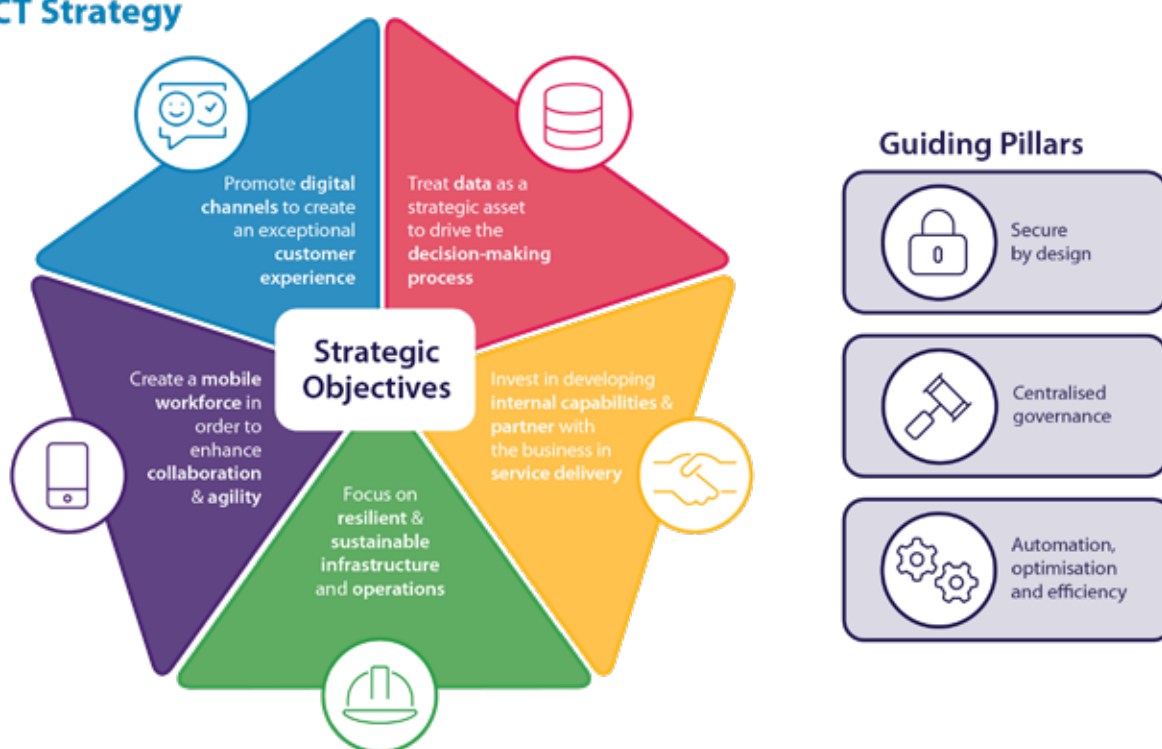 CT Strategy
Promote digital
channels to create
an exceptional
customer
experience
Treat data as a
strategic asset
to drive the
decision-making
process
Strategic
Objectives
Create a mobile
workforce in
order to
enhance
collaboration
& agility
Invest in developing
internal capabilities &
partner with
the business in
service delivery
Focus on
resilient &
sustainable
infrastructure
and operations
Guiding Pillars
Secure
by design
Centralised
governance
Automation,
optimisation
and efficiency